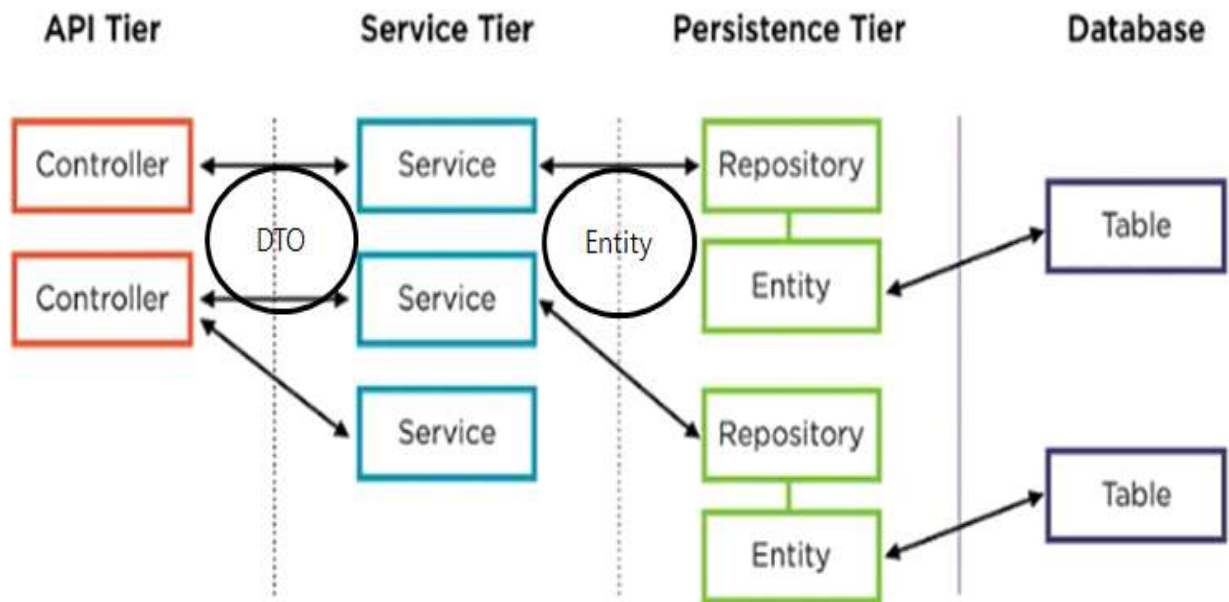 API Tier
Service Tier
Persistence Tier
Database
Controller
Service
Repository
DTO
Entity
Table
Controller
Service
Entity
Service
Repository
Table
Entity